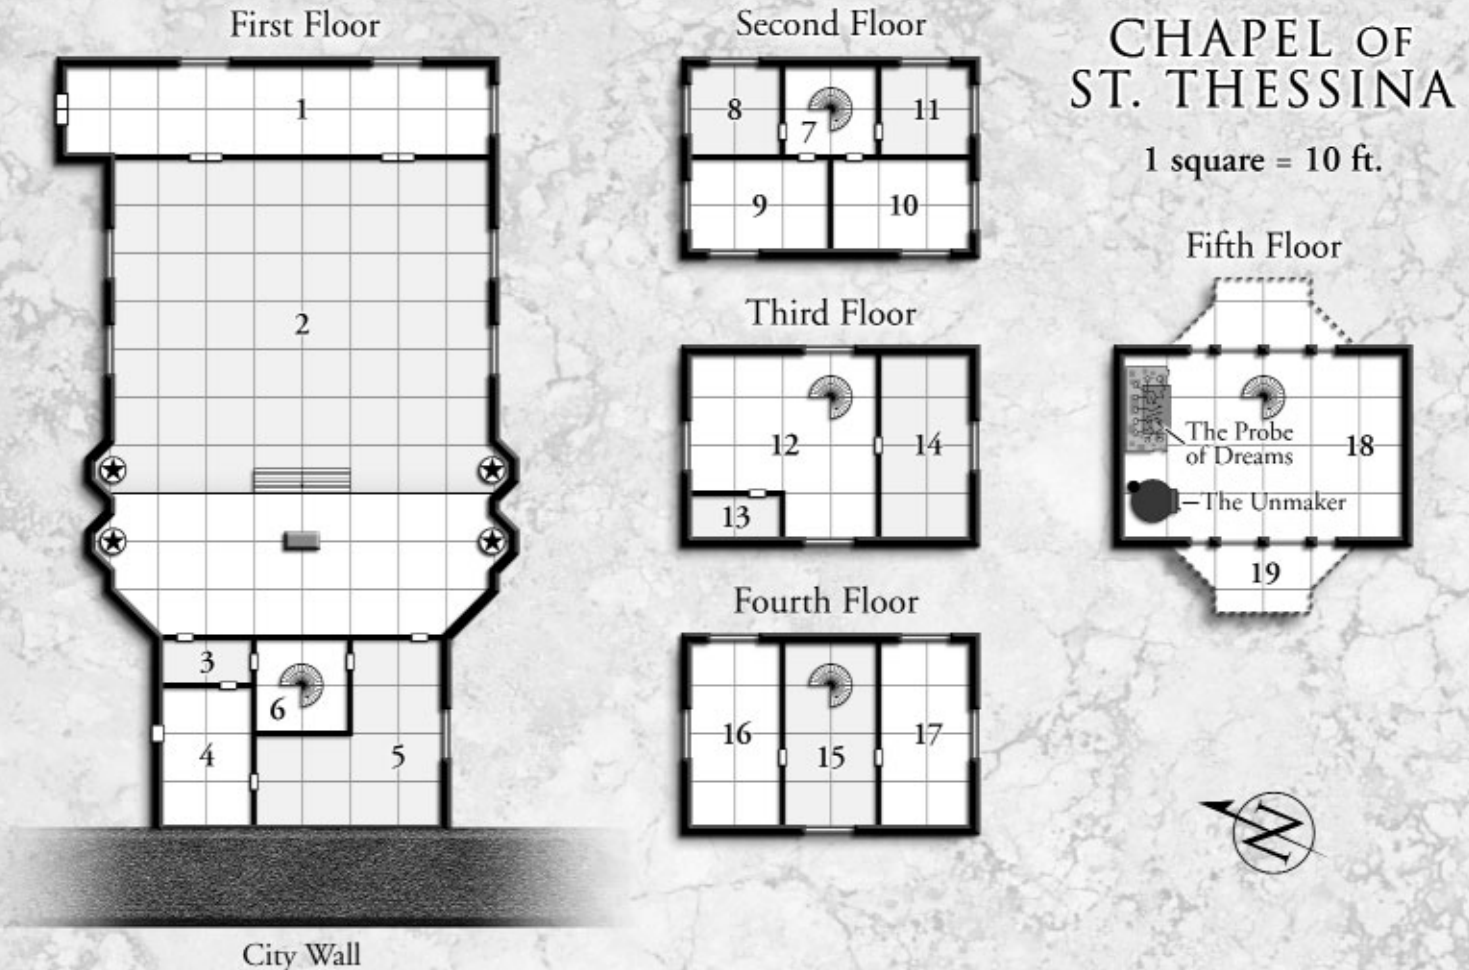 First Floor
1
2
3
6
4
5
City Wall
Second Floor
8
7
11
9
10
Third Floor
12
14
13
Fourth Floor
16
15
17
CHAPEL OF
ST. THESSINA
1 square = 10 ft.
Fifth Floor
The Probe
of Dreams
18
The Unmaker
19
N